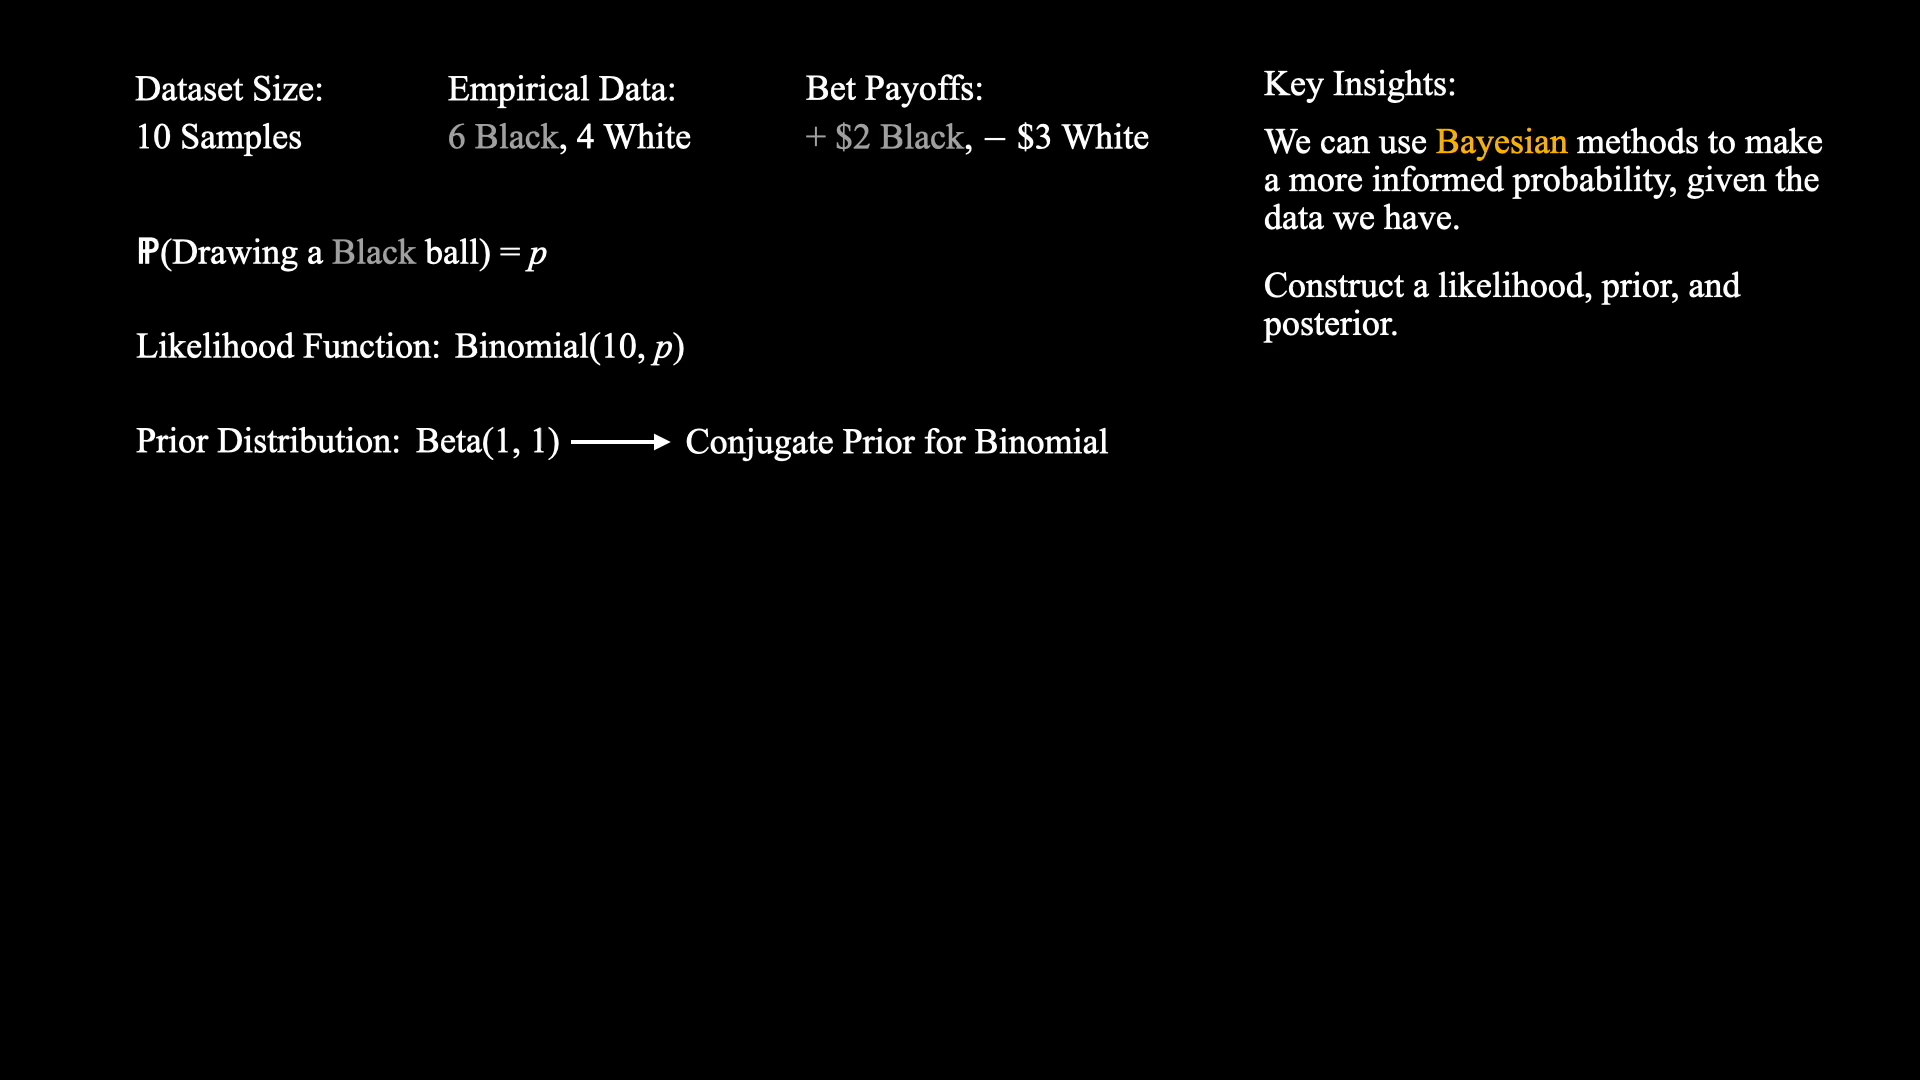 Dataset Size:
10 Samples
Empirical Data:
6 Black, 4 White
Bet Payoffs:
+ $2 Black, – $3 White
ℙ(Drawing a Black ball) = p
Likelihood Function: Binomial(10, p)
Prior Distribution: Beta(1, 1) ⟶ Conjugate Prior for Binomial
Key Insights:
We can use Bayesian methods to make
a more informed probability, given the
data we have.
Construct a likelihood, prior, and
posterior.